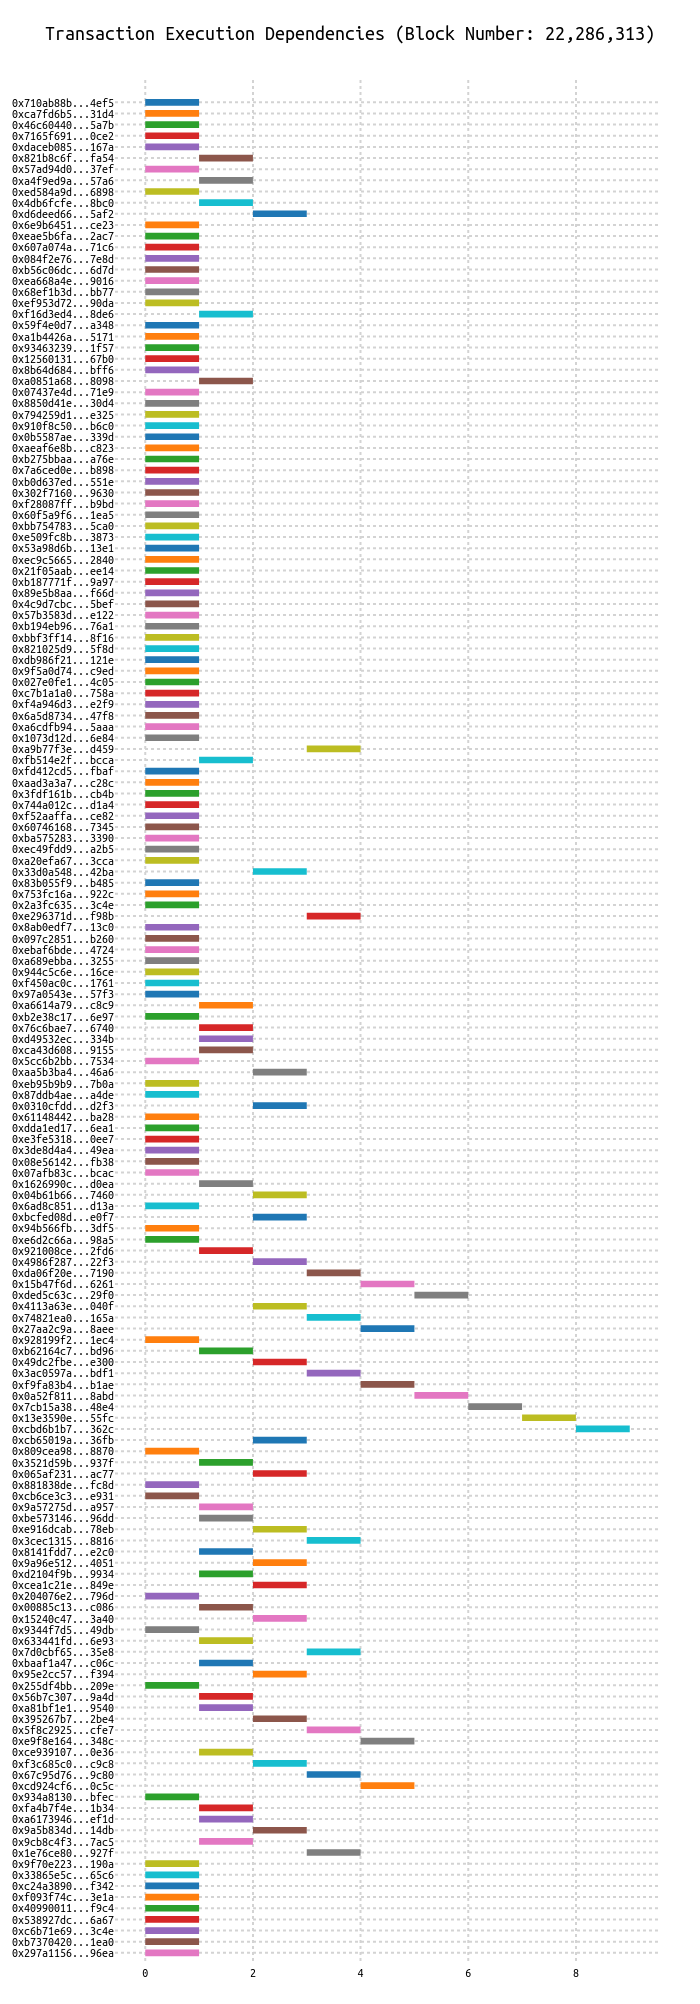 Transaction Execution Dependencies (Block Number: 22,286,313)
0x710ab88b...4ef5
0xca7fd6b5...31d4
0x46c60440...5a7b
0x7165f691...0ce2
0xdaceb085...167a
0x821b8c6f...fa54
0x57ad94d0...37ef
0xa4f9ed9a...57a6
0xed584a9d...6898
0x4db6fcfe...8bc0
0xd6deed66...5af2
0x6e9b6451...ce23
0xeae5b6fa...2ac7
0x607a074a...71c6
0x084f2e76...7e8d
0xb56c06dc...6d7d
0xea668a4e...9016
0x68ef1b3d...bb77
0xef953d72...90da
0xf16d3ed4...8de6
0x59f4e0d7...a348
0xa1b4426a...5171
0x93463239...1f57
0x12560131...67b0
0x8b64d684...bff6
0xa0851a68...8098
0x07437e4d...71e9
0x8850d41e...30d4
0x794259d1...e325
0x910f8c50...b6c0
0x0b5587ae...339d
0xaeaf6e8b...c823
0xb275bbaa...a76e
0x7a6ced0e...b898
0xb0d637ed...551e
0x302f7160...9630
0xf28087ff...b9bd
0x60f5a9f6...1ea5
0xbb754783...5ca0
0xe509fc8b...3873
0x53a98d6b...13e1
0xec9c5665...2840
0x21f05aab...ee14
0xb187771f...9a97
0x89e5b8aa...f66d
0x4c9d7cbc...5bef
0x57b3583d...e122
0xb194eb96...76a1
0xbbf3ff14...8f16
0x821025d9...5f8d
0xdb986f21...121e
0x9f5a0d74...c9ed
0x027e0fe1...4c05
0xc7b1a1a0...758a
0xf4a946d3...e2f9
0x6a5d8734...47f8
0xa6cdfb94...5aaa
0x1073d12d...6e84
0xa9b77f3e...d459
0xfb514e2f...bcca
0xfd412cd5...fbaf
0xaad3a3a7...c28c
0x3fdf161b...cb4b
0x744a012c...d1a4
0xf52aaffa...ce82
0x60746168...7345
0xba575283...3390
0xec49fdd9...a2b5
0xa20efa67...3cca
0x33d0a548...42ba
0x83b055f9...b485
0x753fc16a...922c
0x2a3fc635...3c4e
0xe296371d...f98b
0x8ab0edf7...13c0
0x097c2851...b260
0xebaf6bde...4724
0xa689ebba...3255
0x944c5c6e...16ce
0xf450ac0c...1761
0x97a0543e...57f3
0xa6614a79...c8c9
0xb2e38c17...6e97
0x76c6bae7...6740
0xd49532ec...334b
0xca43d608...9155
0x5cc6b2bb...7534
0xaa5b3ba4...46a6
0xeb95b9b9...7b0a
0x87ddb4ae...a4de
0x0310cfdd...d2f3
0x61148442...ba28
0xdda1ed17...6ea1
0xe3fe5318...0ee7
0x3de8d4a4...49ea
0x08e56142...fb38
0x07afb83c...bcac
0x1626990c...d0ea
0x04b61b66...7460
0x6ad8c851...d13a
0xbcfed08d...e0f7
0x94b566fb...3df5
0xe6d2c66a...98a5
0x921008ce...2fd6
0x4986f287...22f3
0xda06f20e...7190
0x15b47f6d...6261
0xded5c63c...29f0
0x4113a63e...040f
0x74821ea0...165a
0x27aa2c9a...8aee
0x928199f2...1ec4
0xb62164c7...bd96
0x49dc2fbe...e300
0x3ac0597a...bdf1
0xf9fa83b4...b1ae
0x0a52f811...8abd
0x7cb15a38...48e4
0x13e3590e...55fc
0xcbd6b1b7...362c
0xcb65019a...36fb
0x809cea98...8870
0x3521d59b...937f
0x065af231...ac77
0x881838de...fc8d
0xcb6ce3c3...e931
0x9a57275d...a957
0xbe573146...96dd
0xe916dcab...78eb
0x3cec1315...8816
0x8141fdd7...e2c0
0x9a96e512...4051
0xd2104f9b...9934
0xcea1c21e...849e
0x204076e2...796d
0x00885c13...c086
0x15240c47...3a40
0x9344f7d5...49db
0x633441fd...6e93
0x7d0cbf65...35e8
0xbaaf1a47...c06c
0x95e2cc57...f394
0x255df4bb...209e
0x56b7c307...9a4d
0xa81bf1e1...9540
0x395267b7...2be4
0x5f8c2925...cfe7
0xe9f8e164...348c
0xce939107...0e36
0xf3c685c0...c9c8
0x67c95d76...9c80
0xcd924cf6...0c5c
0x934a8130...bfec
0xfa4b7f4e...1b34
0xa6173946...ef1d
0x9a5b834d...14db
0x9cb8c4f3...7ac5
0x1e76ce80...927f
0x9f70e223...190a
0x33865e5c...65c6
0xc24a3890...f342
0xf093f74c...3e1a
0x40990011...f9c4
0x538927dc...6a67
0xc6b71e69...3c4e
0xb7370420...1ea0
0x297a1156...96ea
0 2 4 6 8